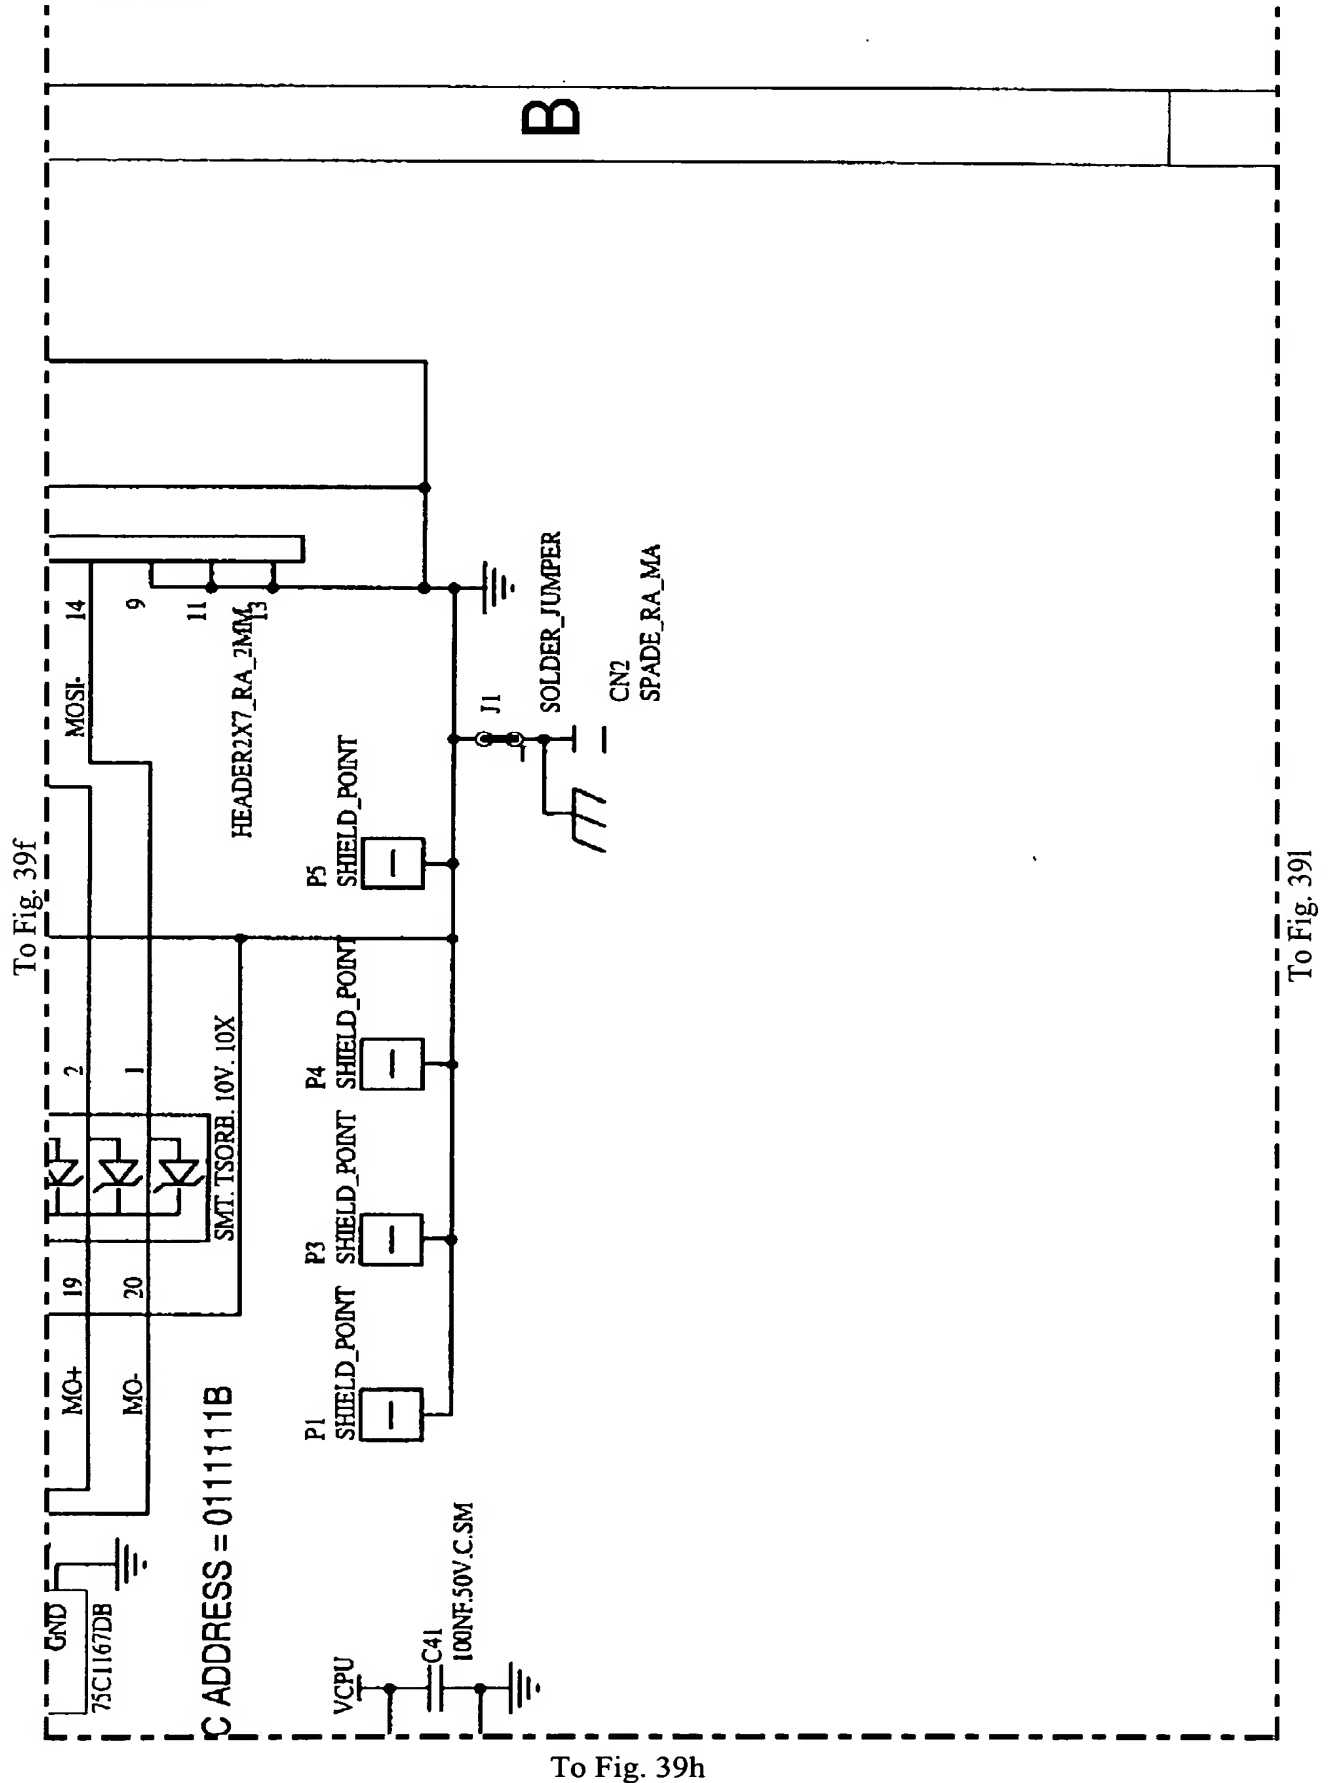 B
To Fig. 39f
To Fig. 39l
To Fig. 39h
MOSI-
14
9
11
13
HEADER2X7_RA_2MM
J1
SOLDER_JUMPER
CN2
SPADE_RA_MA
P5
SHIELD_POINT
P4
SHIELD_POINT
P3
SHIELD_POINT
P1
SHIELD_POINT
2
1
SMT. TSORB. 10V. 10X
19
20
MO+
MO-
C ADDRESS = 0111111B
GND
75C1167DB
VCPU
C41
100NF.50V.C.SM